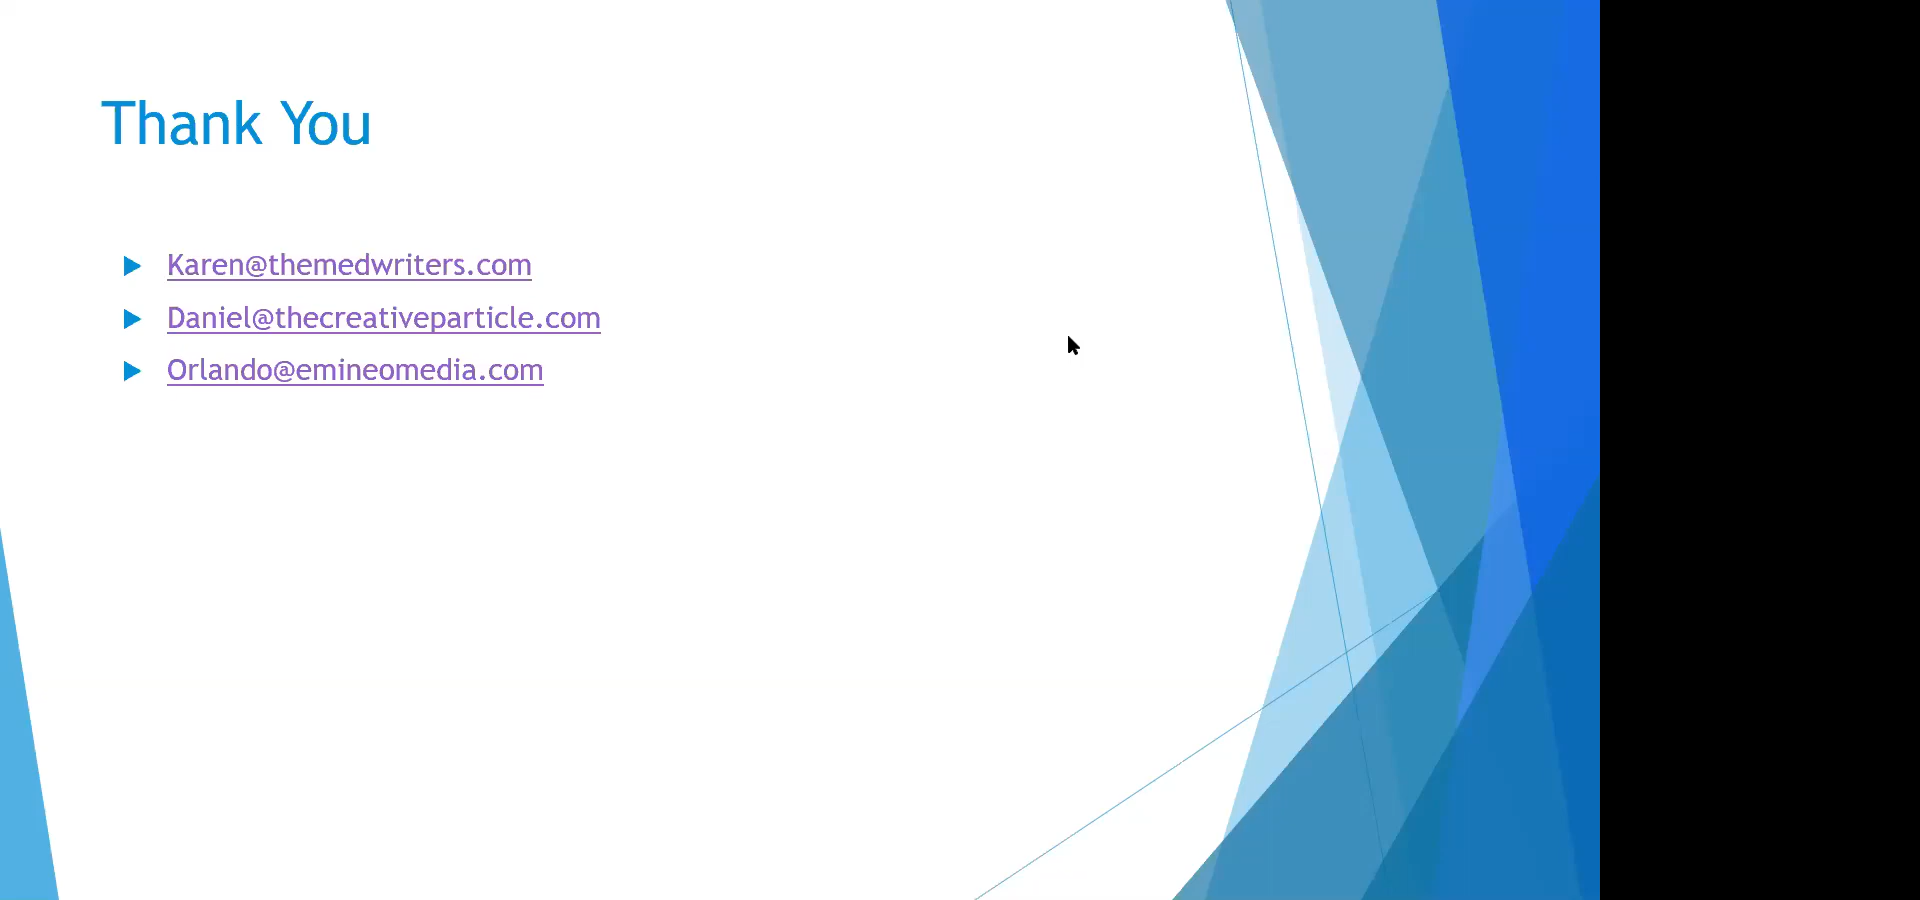 Thank You
Karen@themedwriters.com
Daniel@thecreativeparticle.com
Orlando@emineomedia.com